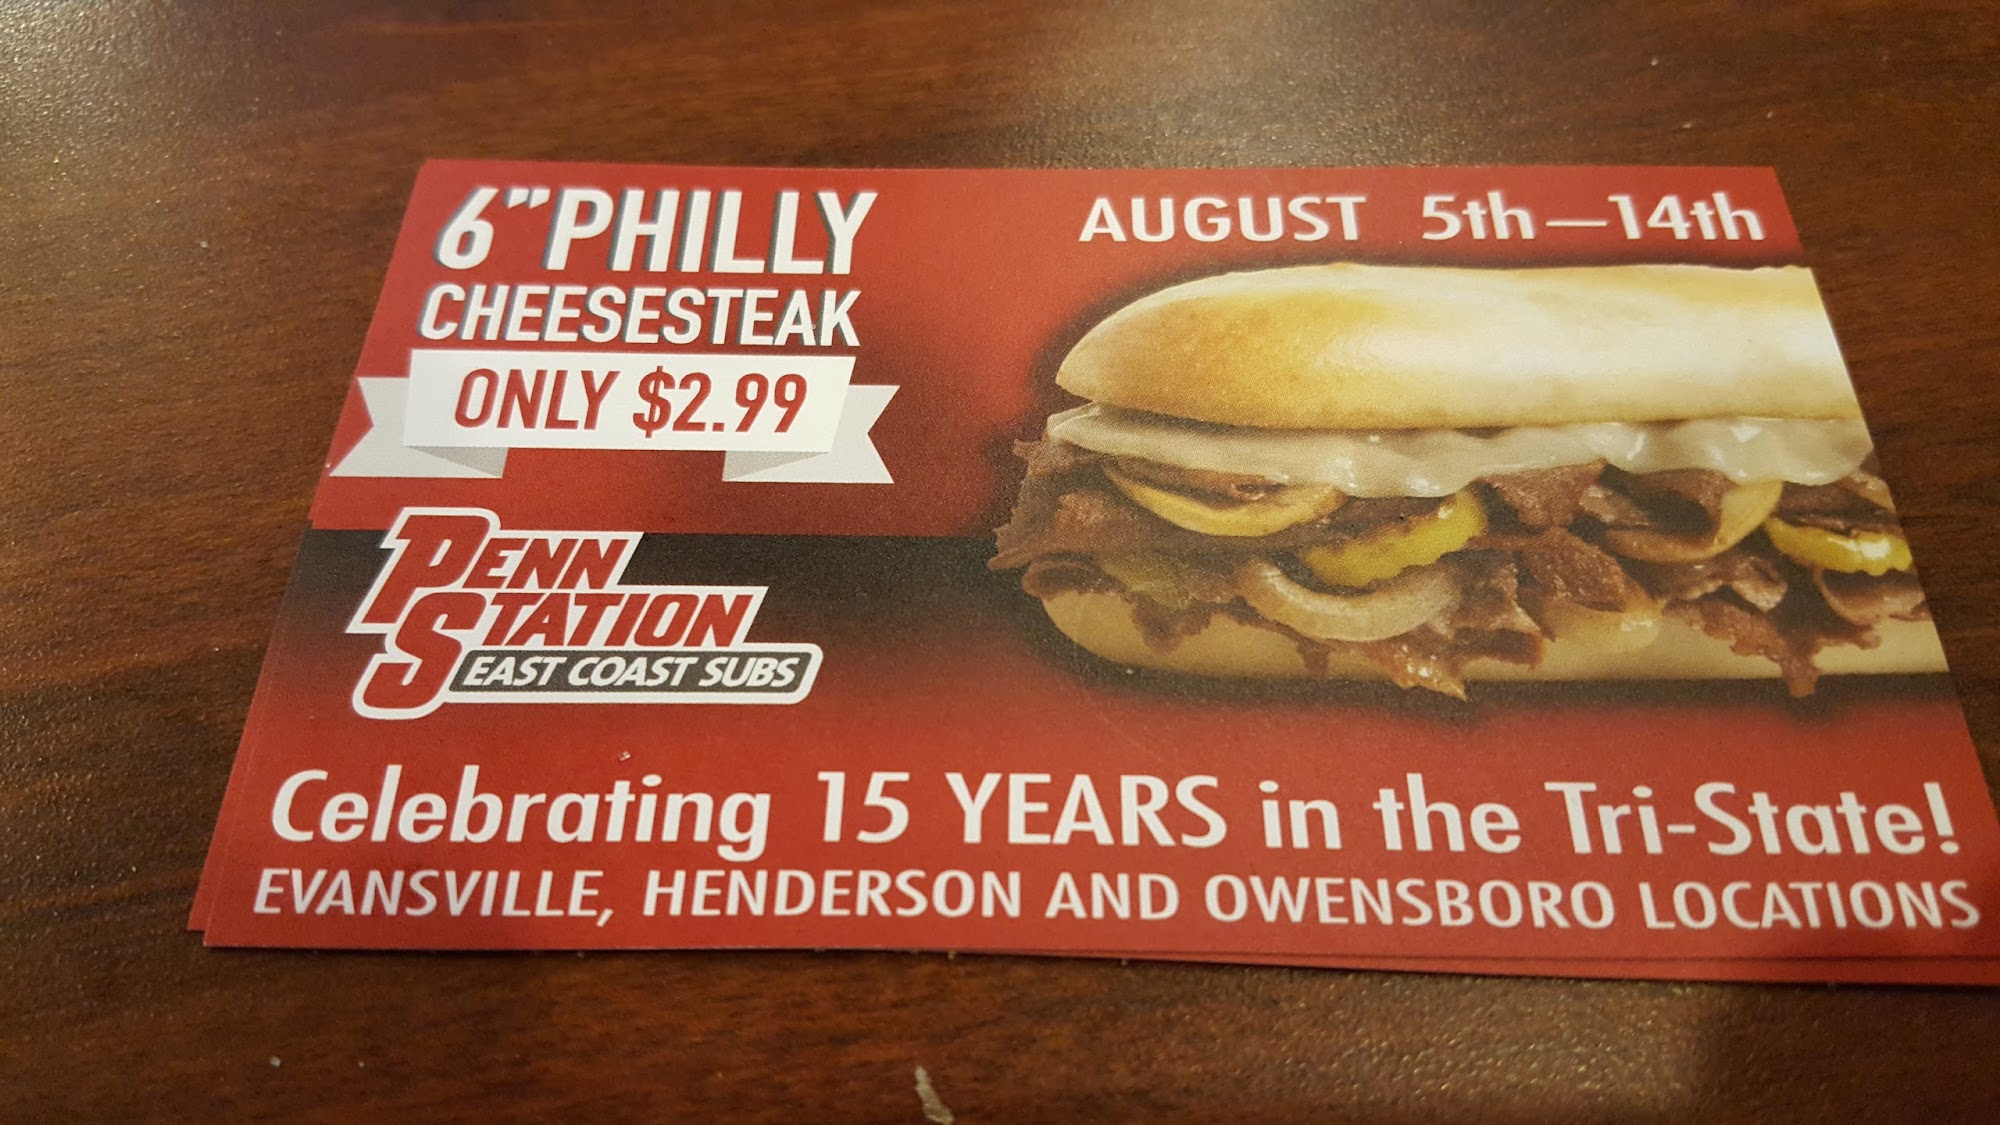 6" PHILLY
CHEESESTEAK
ONLY $2.99
AUGUST 5th—14th
PENN
STATION
EAST COAST SUBS
Celebrating 15 YEARS in the Tri-State!
EVANSVILLE, HENDERSON AND OWENSBORO LOCATIONS